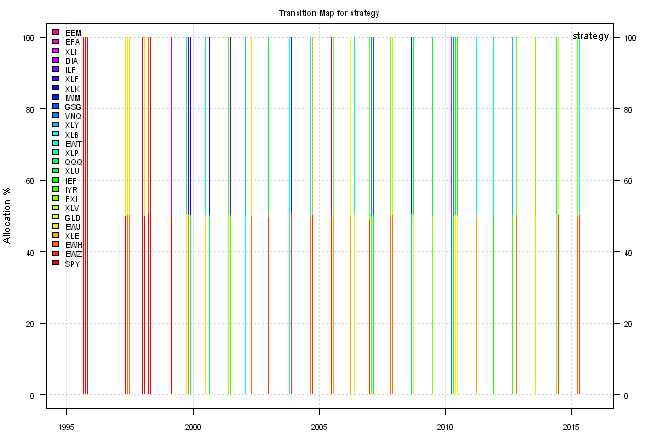 Transition Map for strategy
strategy
100
80
60
40
20
0
Allocation %
EEM
EFA
XLI
DIA
ILF
XLF
XLK
IWM
GSG
VNQ
XLY
XLB
EWT
XLP
QQQ
XLU
IEF
IYR
FXI
XLV
GLD
EWJ
XLE
EWH
EWZ
SPY
100
80
60
40
20
0
1995 2000 2005 2010 2015